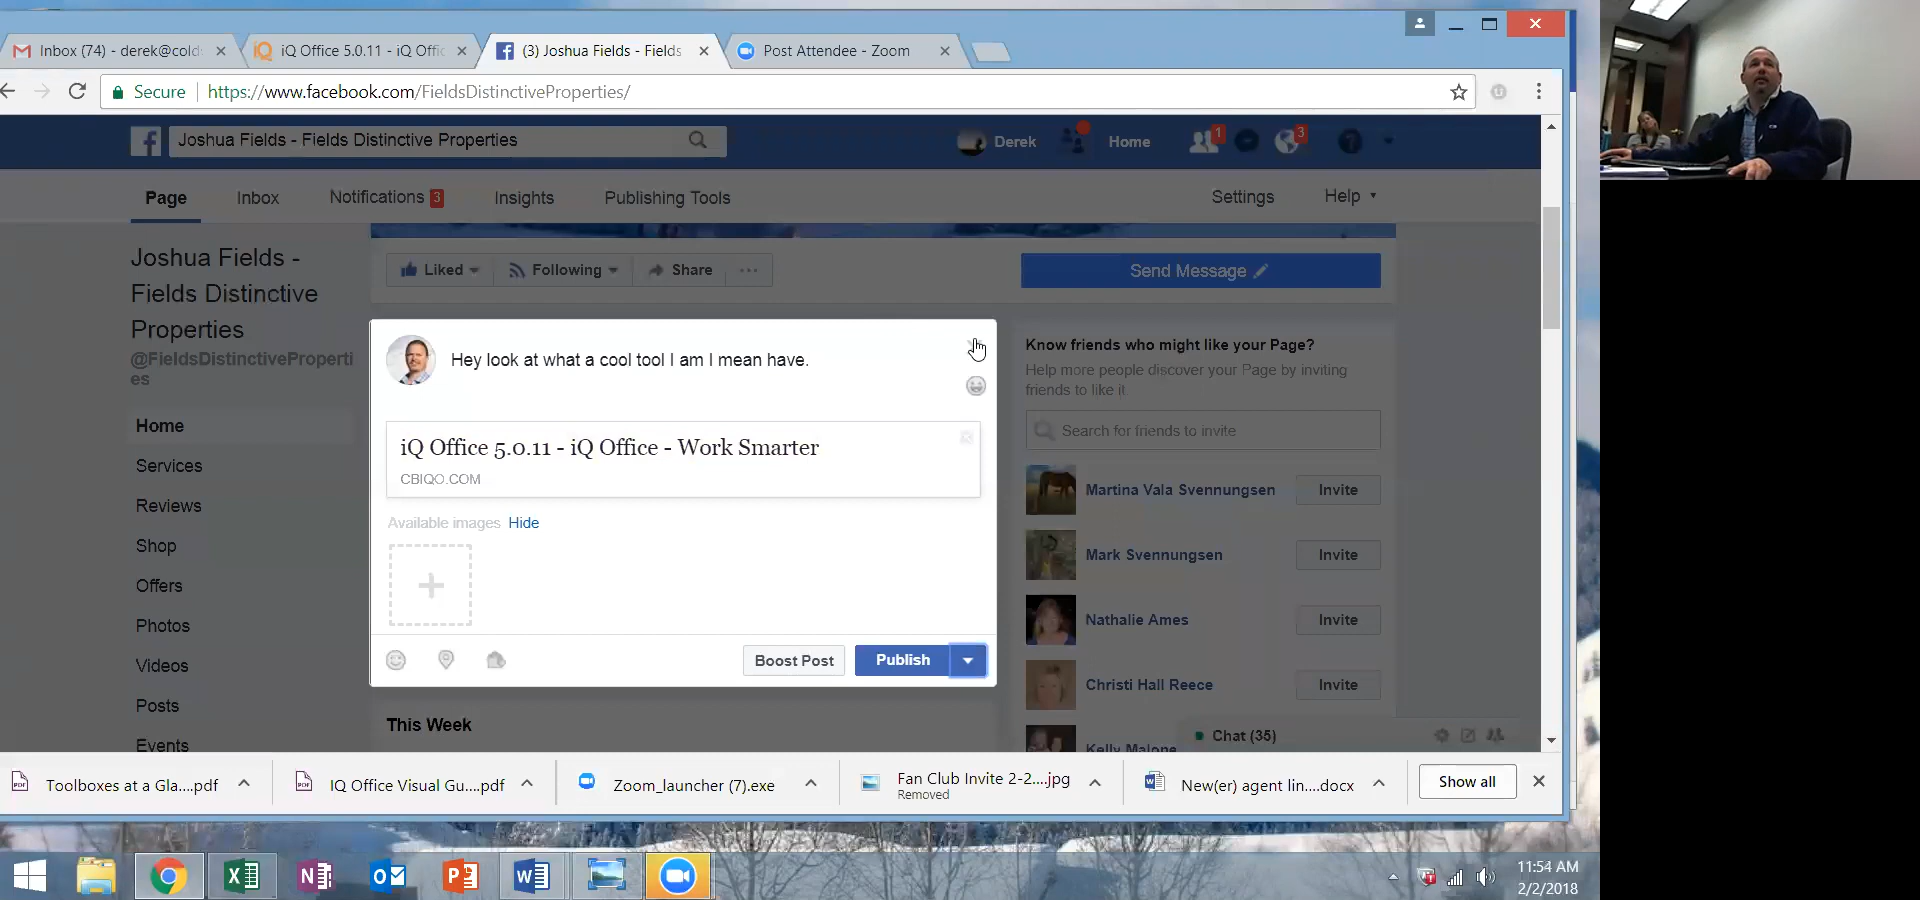 Inbox (74) - derek@cold
iQ Office 5.0.11 - iQ Offic
(3) Joshua Fields - Fields
Post Attendee - Zoom
Secure
https://www.facebook.com/FieldsDistinctiveProperties/
Joshua Fields - Fields Distinctive Properties
Derek
Home
1
3
Page
Inbox
Notifications 3
Insights
Publishing Tools
Settings
Help
Joshua Fields -
Fields Distinctive
Properties
@FieldsDistinctiveProperti
es
Home
Services
Reviews
Shop
Offers
Photos
Videos
Posts
Events
Liked
Following
Share
Send Message
Hey look at what a cool tool I am I mean have.
iQ Office 5.0.11 - iQ Office - Work Smarter
CBIQO.COM
Available images Hide
Boost Post
Publish
This Week
Know friends who might like your Page?
Help more people discover your Page by inviting
friends to like it.
Search for friends to invite
Martina Vala Svennungsen
Invite
Mark Svennungsen
Invite
Nathalie Ames
Invite
Christi Hall Reece
Invite
Kelly Malone
Chat (35)
Toolboxes at a Gla....pdf
IQ Office Visual Gu....pdf
Zoom_launcher (7).exe
Fan Club Invite 2-2....jpg
Removed
New(er) agent lin....docx
Show all
11:54 AM
2/2/2018